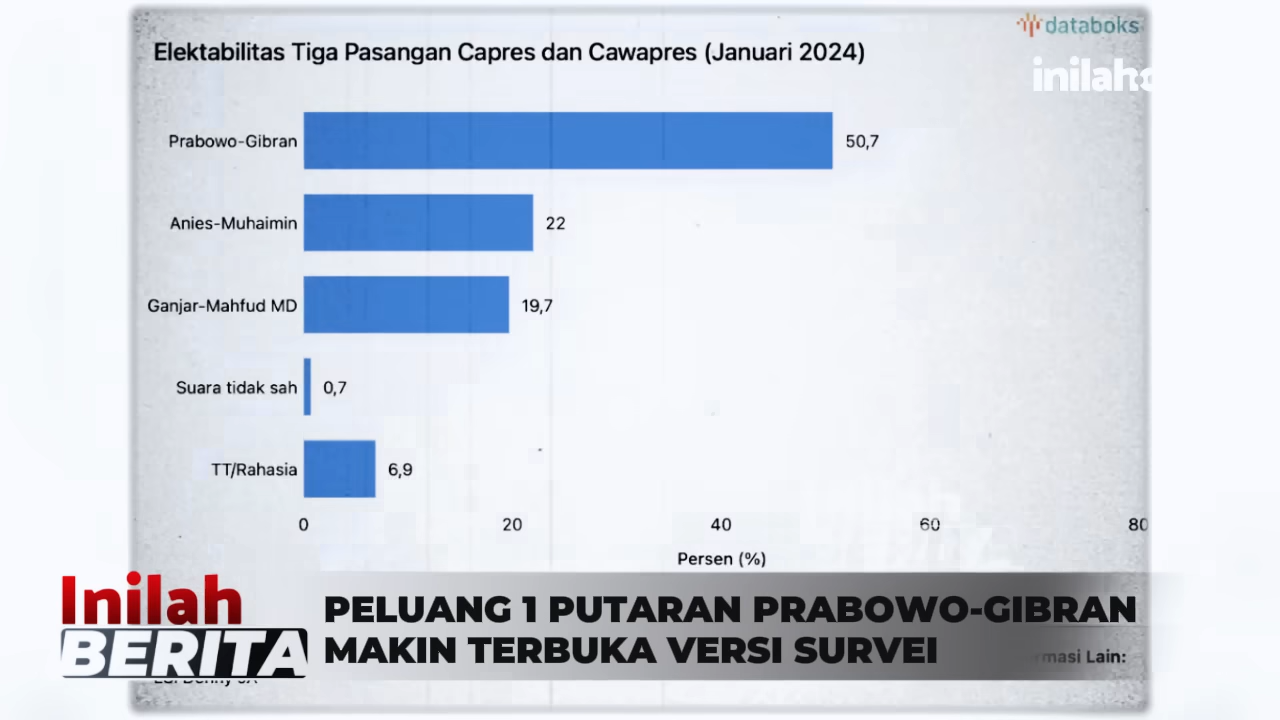 databoks
Elektabilitas Tiga Pasangan Capres dan Cawapres (Januari 2024)
inilah
Prabowo-Gibran 50,7
Anies-Muhaimin 22
Ganjar-Mahfud MD 19,7
Suara tidak sah 0,7
TT/Rahasia 6,9
0 20 40 60 80
Persen (%)
Inilah
BERITA
PELUANG 1 PUTARAN PRABOWO-GIBRAN
MAKIN TERBUKA VERSI SURVEI
masi Lain: